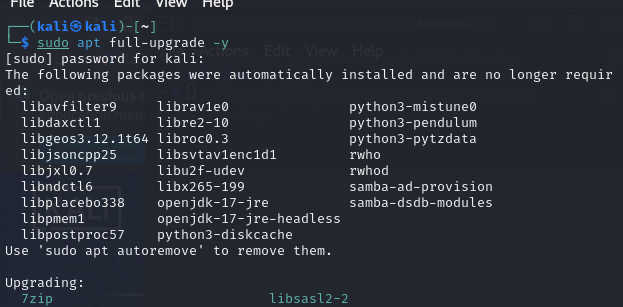 File Actions Edit View Help
┌──(kali㉿kali)-[~]
└─$ sudo apt full-upgrade -y
[sudo] password for kali:
The following packages were automatically installed and are no longer requir
ed:
libavfilter9 librav1e0 python3-mistune0
libdaxctl1 libre2-10 python3-pendulum
libgeos3.12.1t64 libroc0.3 python3-pytzdata
libjsoncpp25 libsvtav1enc1d1 rwho
libjxl0.7 libu2f-udev rwhod
libndctl6 libx265-199 samba-ad-provision
libplacebo338 openjdk-17-jre samba-dsdb-modules
libpmem1 openjdk-17-jre-headless
libpostproc57 python3-diskcache
Use 'sudo apt autoremove' to remove them.
Upgrading:
7zip libsasl2-2